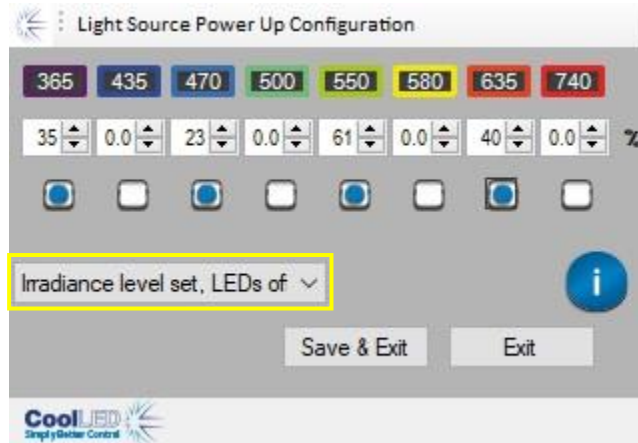 Light Source Power Up Configuration
365 435 470 500 550 580 635 740
35 0.0 23 0.0 61 0.0 40 0.0 %
Irradiance level set, LEDs of
i
Save & Exit Exit
CoolLED
Simply Better Control